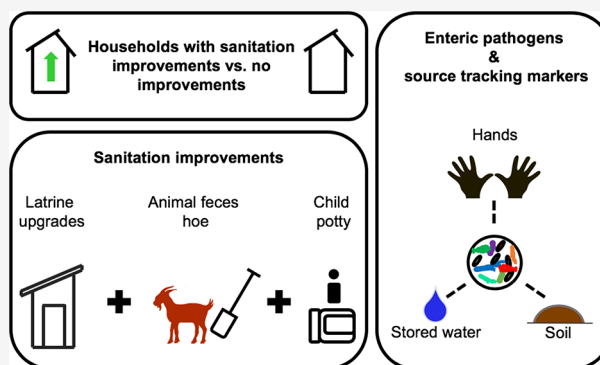 Households with sanitation
improvements vs. no
improvements
Sanitation improvements
Latrine
upgrades
Animal feces
hoe
Child
potty
Enteric pathogens
&
source tracking markers
Hands
Stored water
Soil